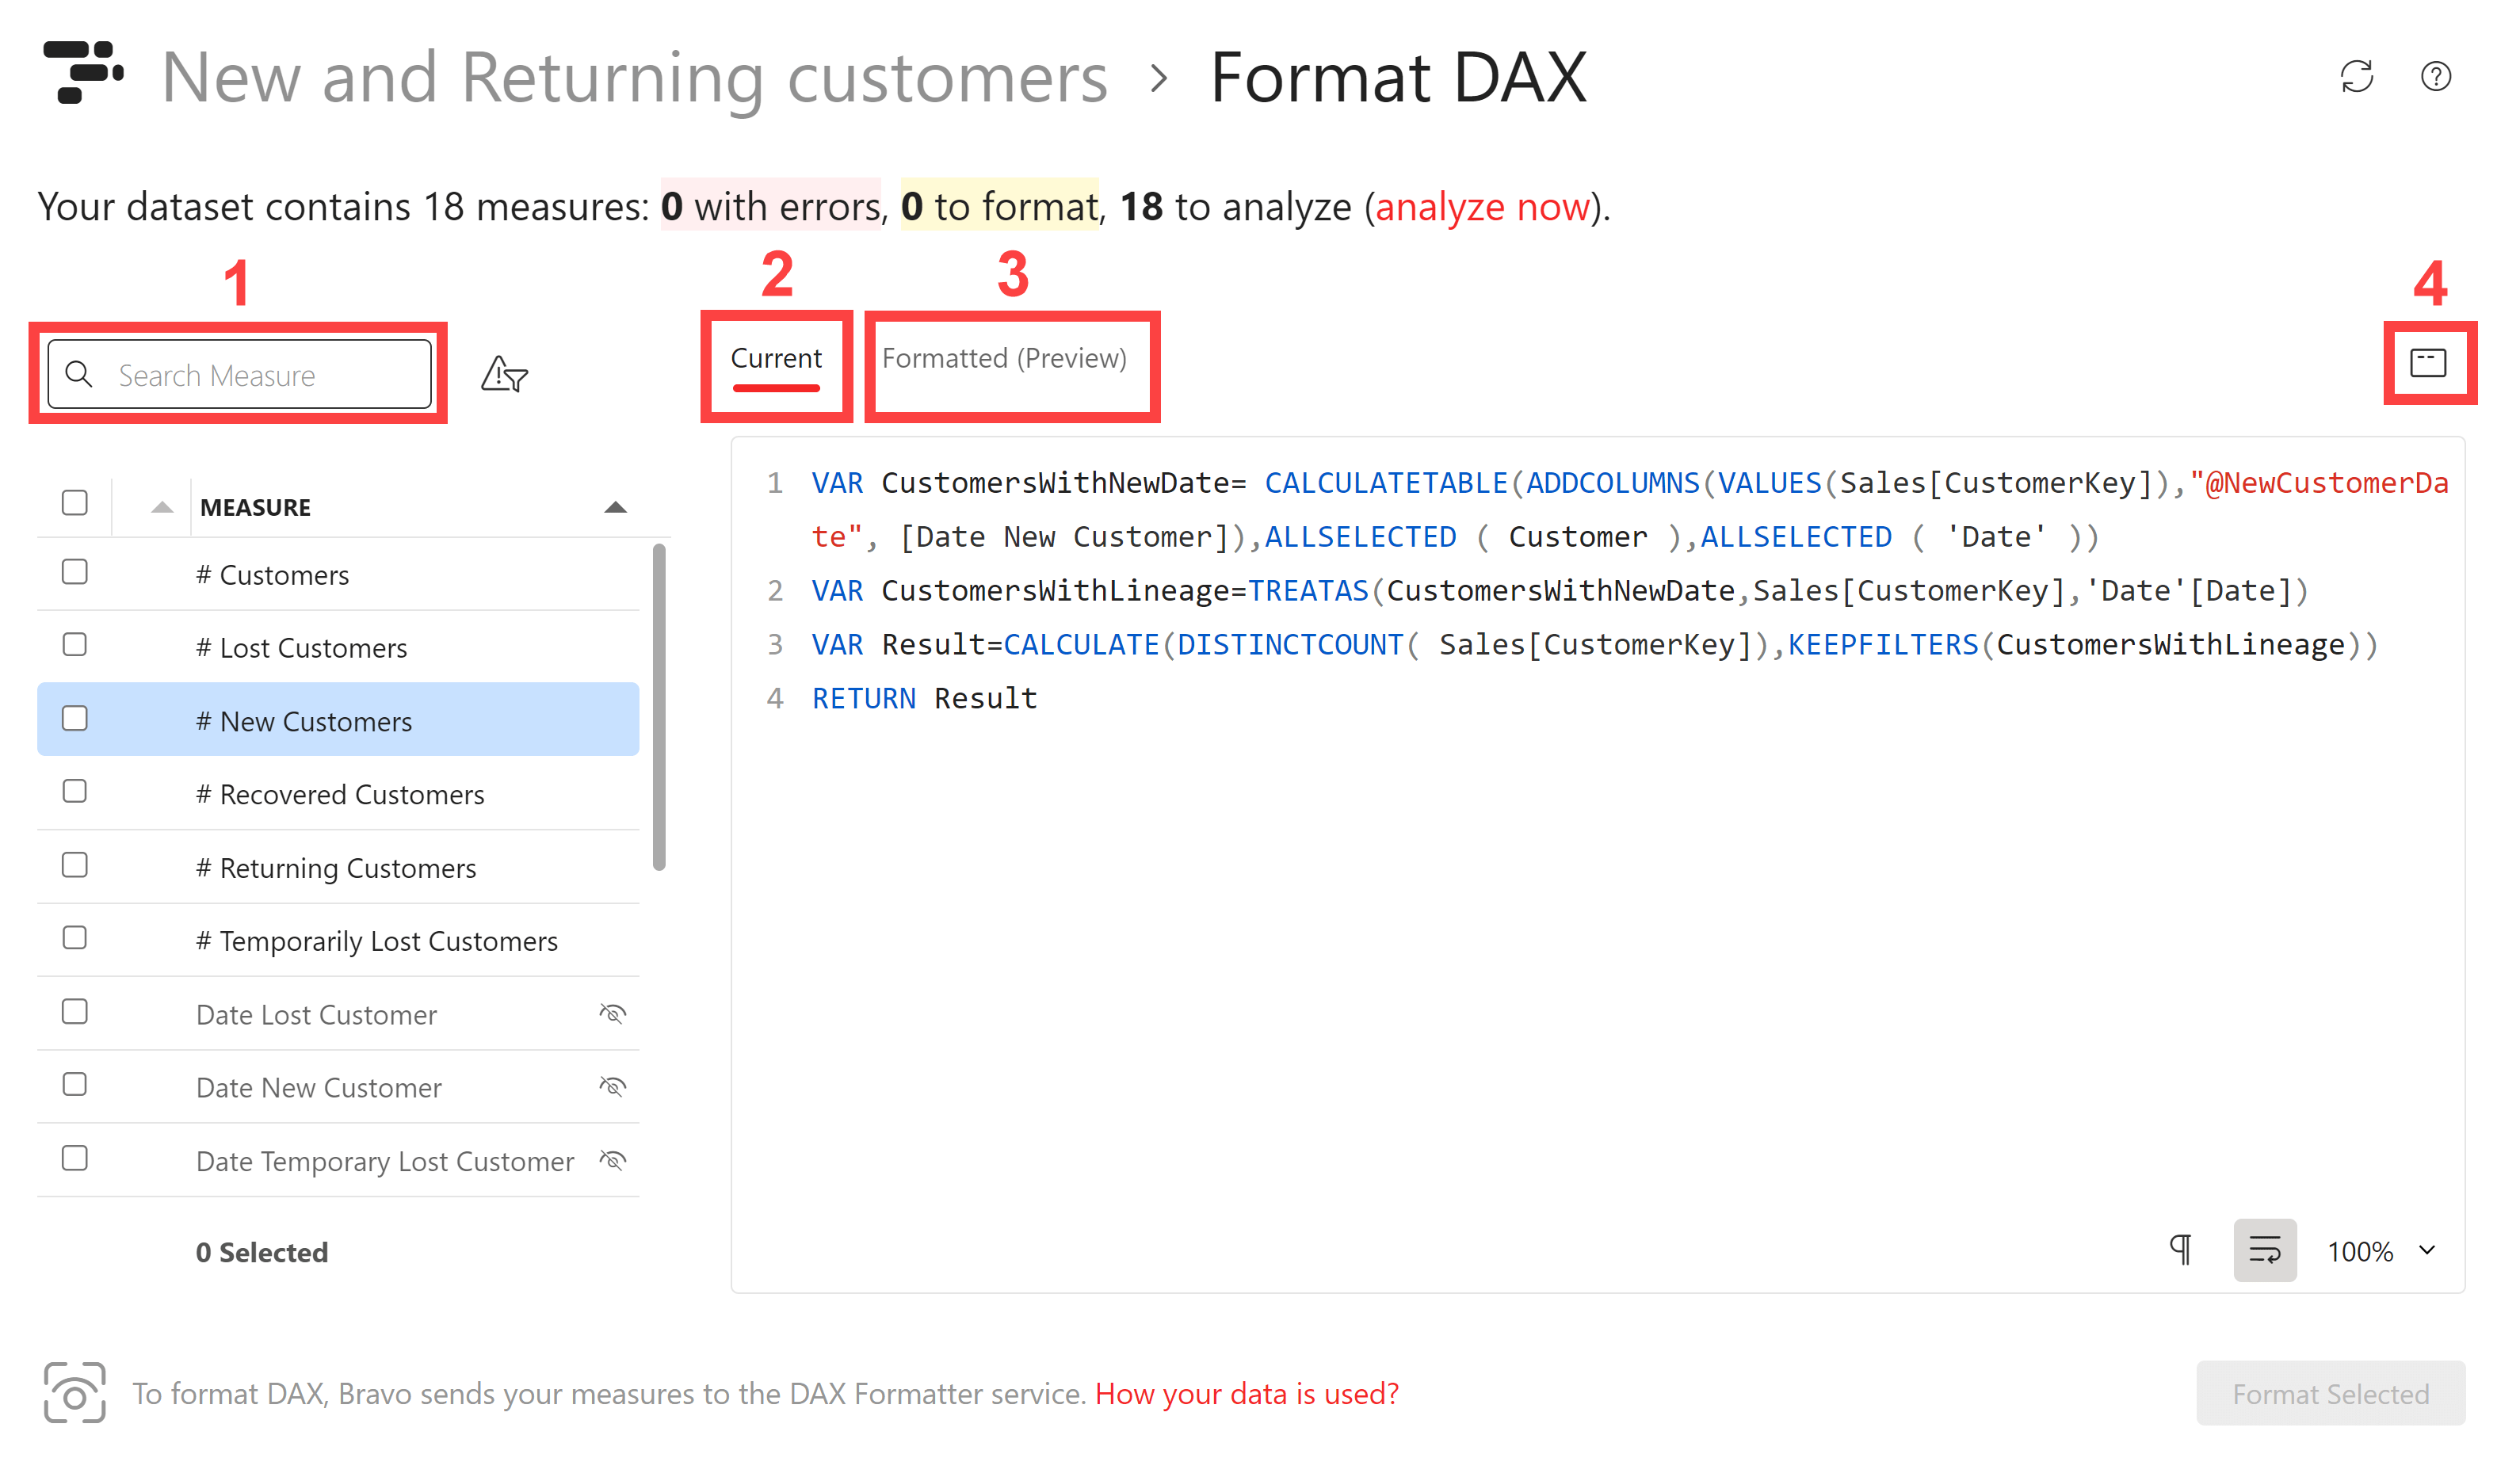 New and Returning customers > Format DAX
Your dataset contains 18 measures: 0 with errors, 0 to format, 18 to analyze (analyze now).
1
2
3
4
Search Measure
Current
Formatted (Preview)
MEASURE
# Customers
# Lost Customers
# New Customers
# Recovered Customers
# Returning Customers
# Temporarily Lost Customers
Date Lost Customer
Date New Customer
Date Temporary Lost Customer
0 Selected
1 VAR CustomersWithNewDate= CALCULATETABLE(ADDCOLUMNS(VALUES(Sales[CustomerKey]),"@NewCustomerDa
te", [Date New Customer]),ALLSELECTED ( Customer ),ALLSELECTED ( 'Date' ))
2 VAR CustomersWithLineage=TREATAS(CustomersWithNewDate,Sales[CustomerKey],'Date'[Date])
3 VAR Result=CALCULATE(DISTINCTCOUNT( Sales[CustomerKey]),KEEPFILTERS(CustomersWithLineage))
4 RETURN Result
¶
100%
To format DAX, Bravo sends your measures to the DAX Formatter service. How your data is used?
Format Selected